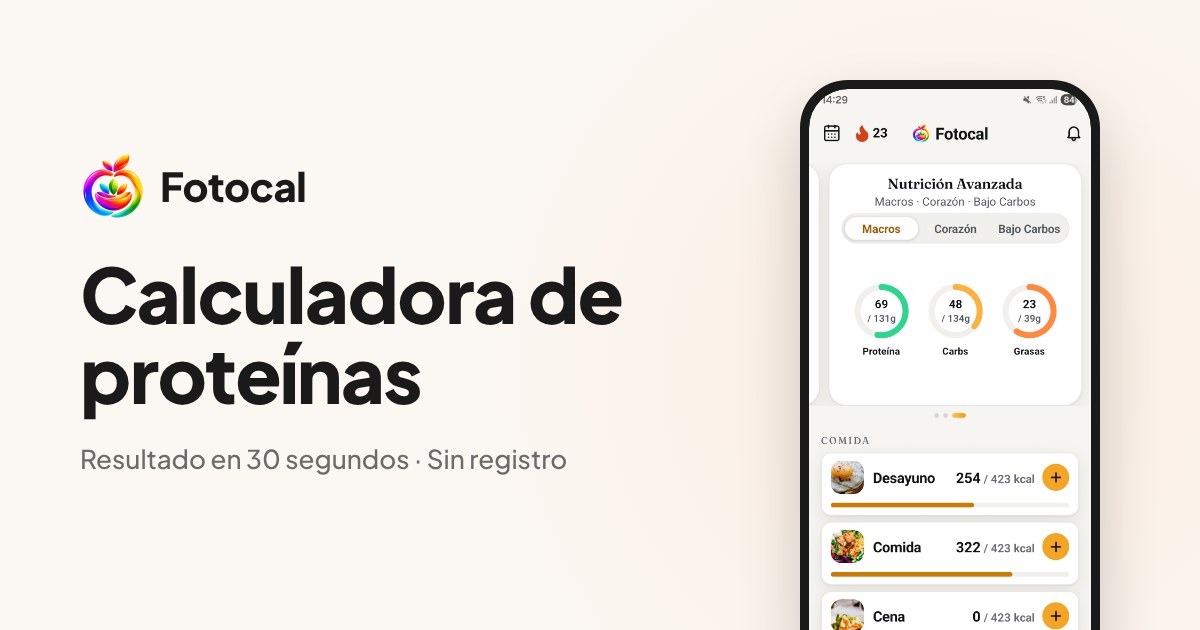 Fotocal
Calculadora de
proteínas
Resultado en 30 segundos · Sin registro
14:29
84
23
Fotocal
Nutrición Avanzada
Macros · Corazón · Bajo Carbos
Macros
Corazón
Bajo Carbos
69
/ 131g
Proteína
48
/ 134g
Carbs
23
/ 39g
Grasas
COMIDA
Desayuno 254 / 423 kcal +
Comida 322 / 423 kcal +
Cena 0 / 423 kcal +